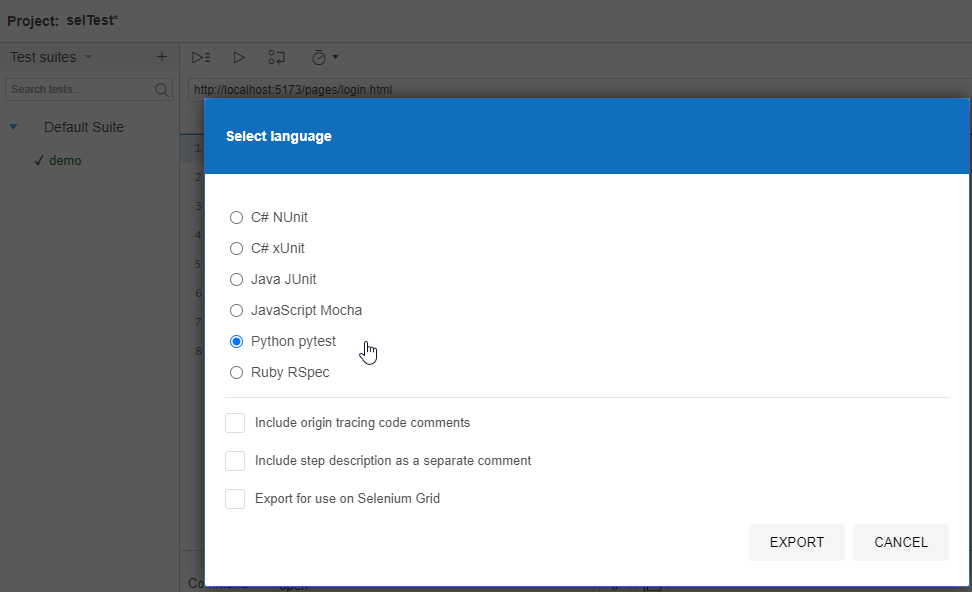 Project: selTest*
Test suites
Search tests...
http://localhost:5173/pages/login.html
Default Suite
✓ demo
1
2
3
4
5
6
7
8
Select language
C# NUnit
C# xUnit
Java JUnit
JavaScript Mocha
Python pytest
Ruby RSpec
Include origin tracing code comments
Include step description as a separate comment
Export for use on Selenium Grid
EXPORT
CANCEL